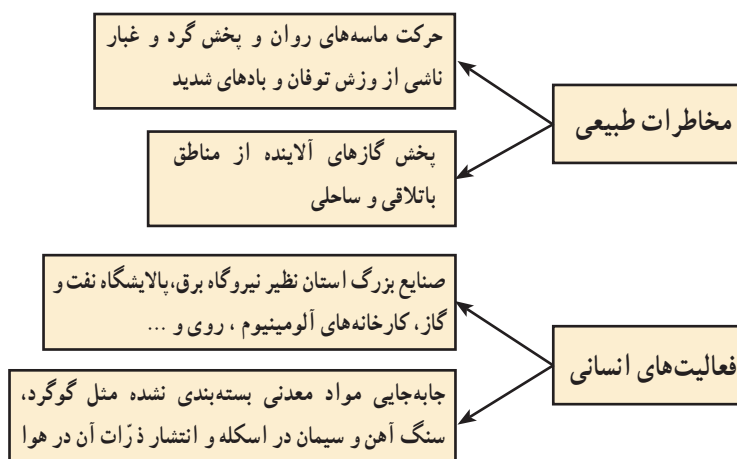 مخاطرات طبیعی
حرکت ماسه‌های روان و پخش گرد و غبار
ناشی از وزش توفان و بادهای شدید
پخش گازهای آلاینده از مناطق
باتلاقی و ساحلی
فعالیت‌های انسانی
صنایع بزرگ استان نظیر نیروگاه برق،پالایشگاه نفت و
گاز، کارخانه‌های آلومینیوم ، روی و ...
جابه‌جایی مواد معدنی بسته‌بندی نشده مثل گوگرد،
سنگ آهن و سیمان در اسکله و انتشار ذرّات آن در هوا